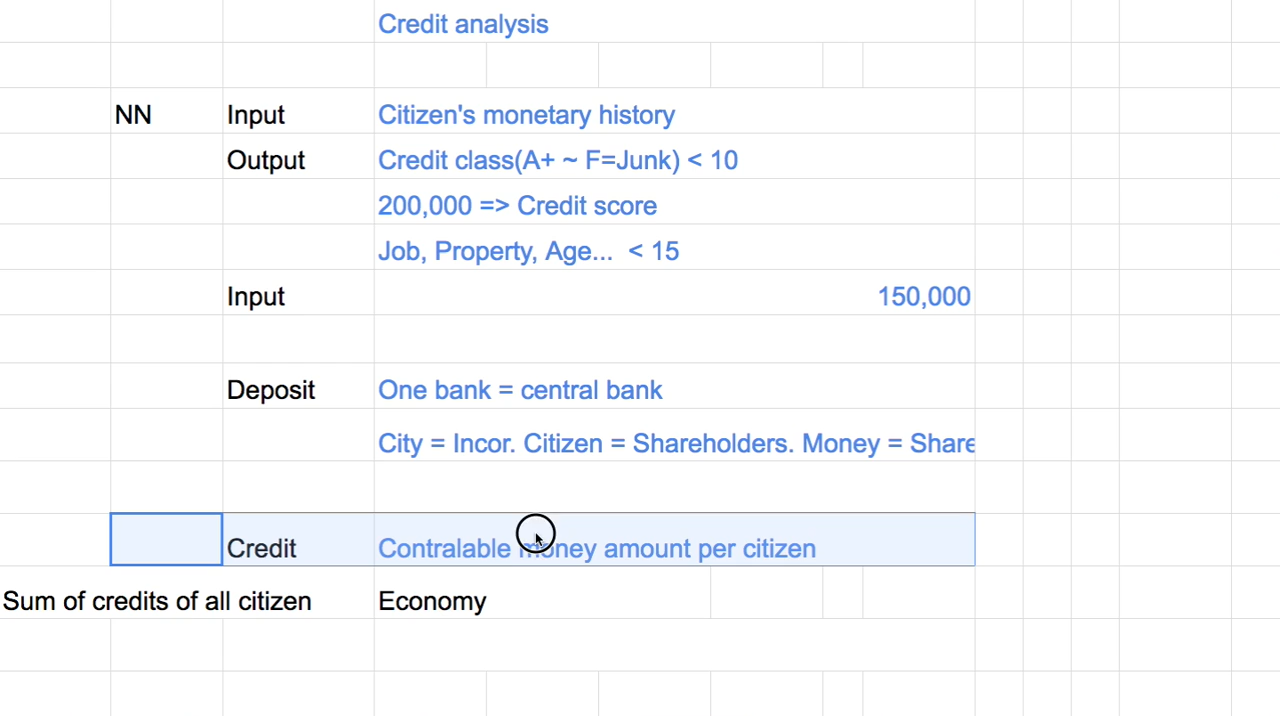 Credit analysis
NN Input Citizen's monetary history
Output Credit class(A+ ~ F=Junk) < 10
200,000 => Credit score
Job, Property, Age... < 15
Input 150,000
Deposit One bank = central bank
City = Incor. Citizen = Shareholders. Money = Share
Credit Contralable money amount per citizen
Sum of credits of all citizen Economy